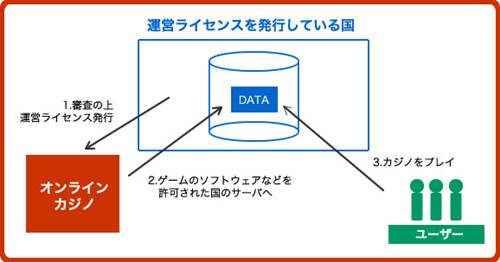 運営ライセンスを発行している国
DATA
1.審査の上
運営ライセンス発行
オンライン
カジノ
2.ゲームのソフトウェアなどを
許可された国のサーバへ
3.カジノをプレイ
ユーザー